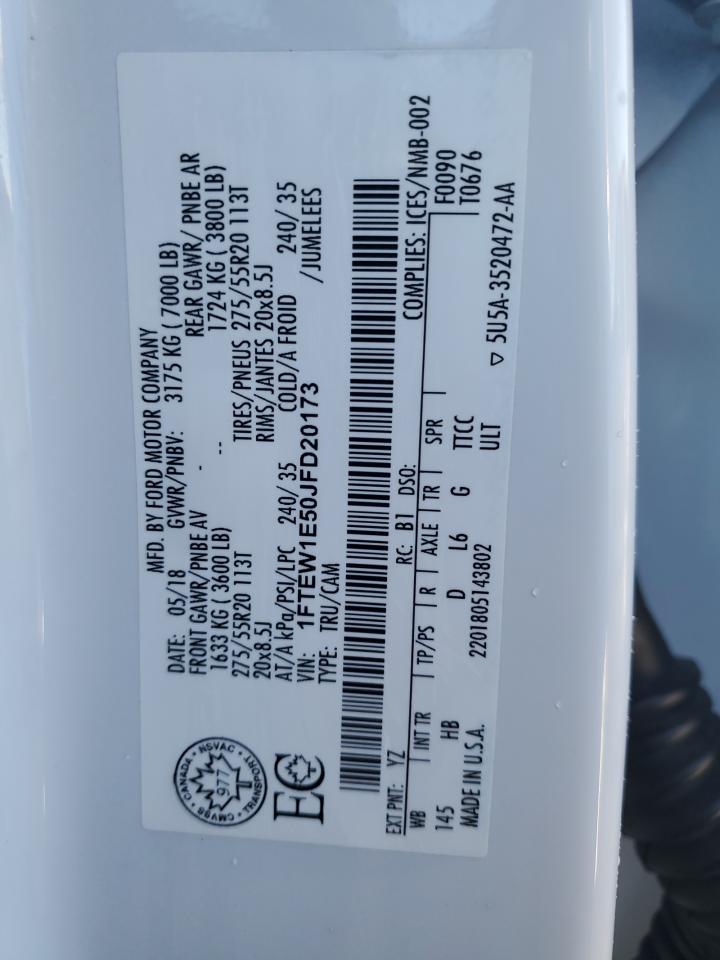 MFD. BY FORD MOTOR COMPANY
DATE: 05/18 GVWR/PNBV: 3175 KG ( 7000 LB)
FRONT GAWR/PNBE AV - REAR GAWR/ PNBE AR
1633 KG ( 3600 LB) -- 1724 KG ( 3800 LB)
275/55R20 113T TIRES/PNEUS 275/55R20 113T
20x8.5J RIMS/JANTES 20x8.5J
AT/A kPa/PSI/LPC 240/ 35 COLD/A FROID 240/ 35
VIN: 1FTEW1E50JFD20173 /JUMELEES
TYPE: TRU/CAM
CMVSS • CANADA • NSVAC • TRANSPORT
977
EC
EXT PNT: YZ RC: B1 DSO: COMPLIES: ICES/NMB-002
WB INT TR TP/PS R AXLE TR SPR F0090
T0676
145 HB D L6 G TTCC
ULT
MADE IN U.S.A. 2201805143802 ▽ 5U5A-3520472-AA